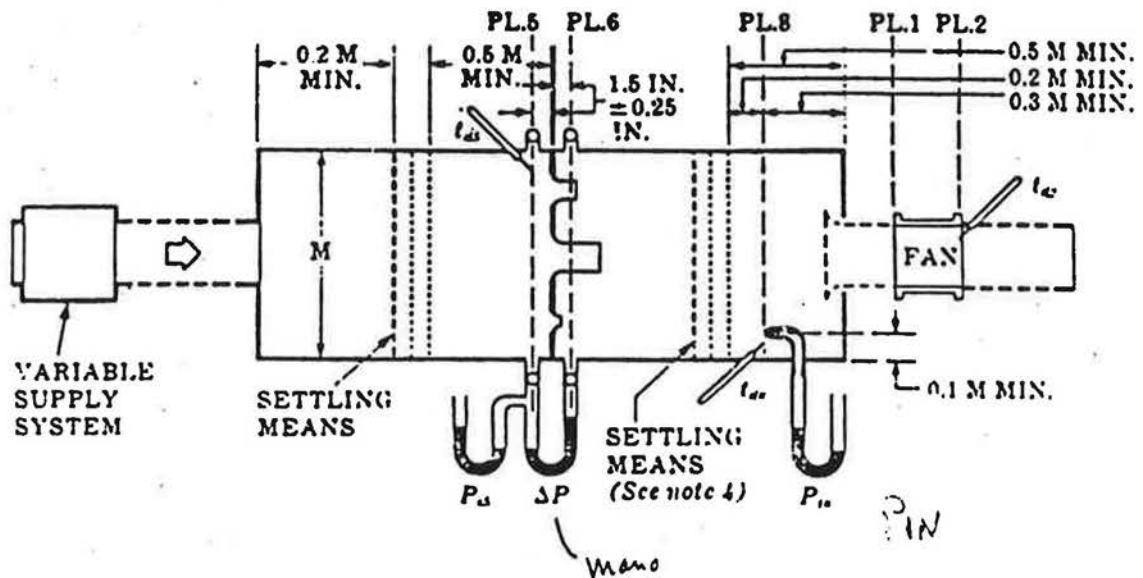 PL.5 PL.6 PL.8 PL.1 PL.2
0.2 M
MIN.
0.5 M
MIN.
1.5 IN.
±0.25
IN.
0.5 M MIN.
0.2 M MIN.
0.3 M MIN.
M
FAN
VARIABLE
SUPPLY
SYSTEM
SETTLING
MEANS
SETTLING
MEANS
(See note 4)
0.1 M MIN.
ΔP
mano
PIN